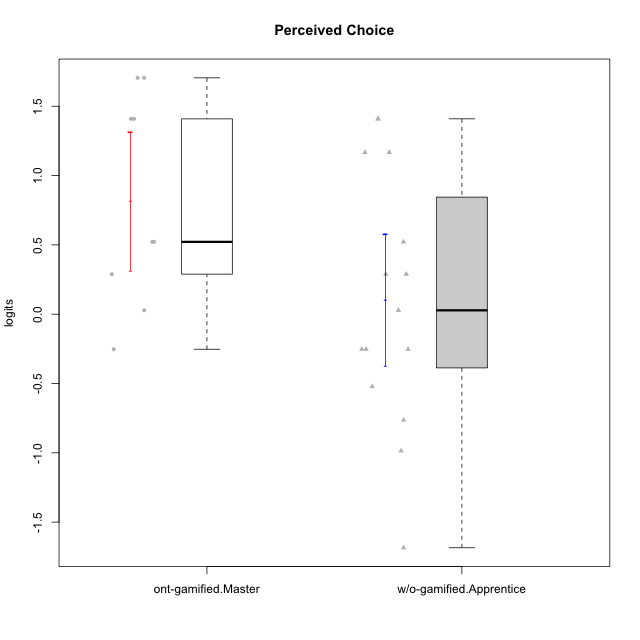 Perceived Choice
logits
1.5
1.0
0.5
0.0
-0.5
-1.0
-1.5
ont-gamified.Master
w/o-gamified.Apprentice